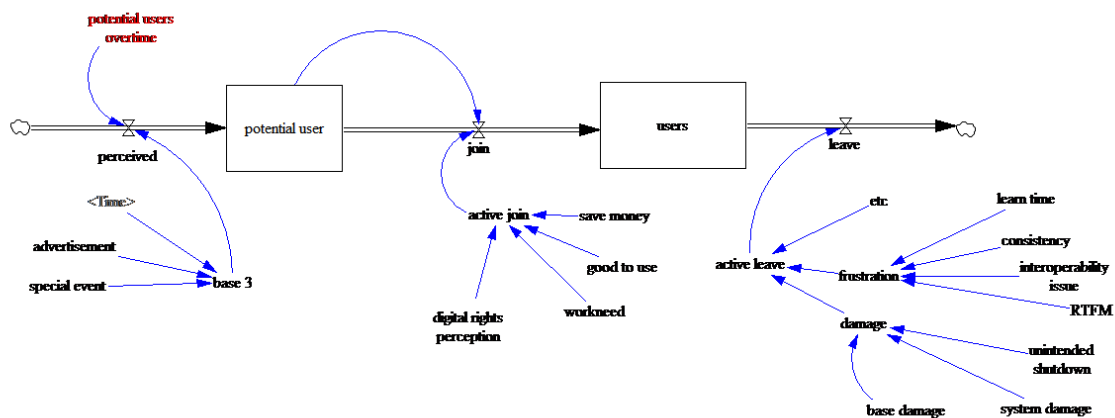 potential users
overtime
potential user
users
perceived
join
leave
<Time>
advertisement
special event
base 3
active join
save money
good to use
workneed
digital rights
perception
etc
learn time
consistency
active leave
frustration
interoperability
issue
RTFM
damage
unintended
shutdown
base damage
system damage